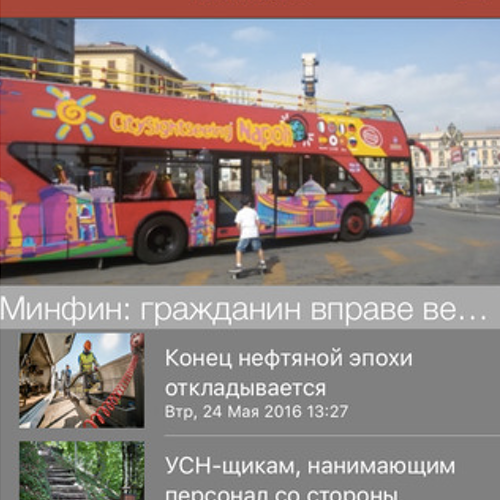 CitySightseeing Napoli
Минфин: гражданин вправе ве...
Конец нефтяной эпохи
откладывается
Втр, 24 Мая 2016 13:27
УСН-щикам, нанимающим
персонал со стороны